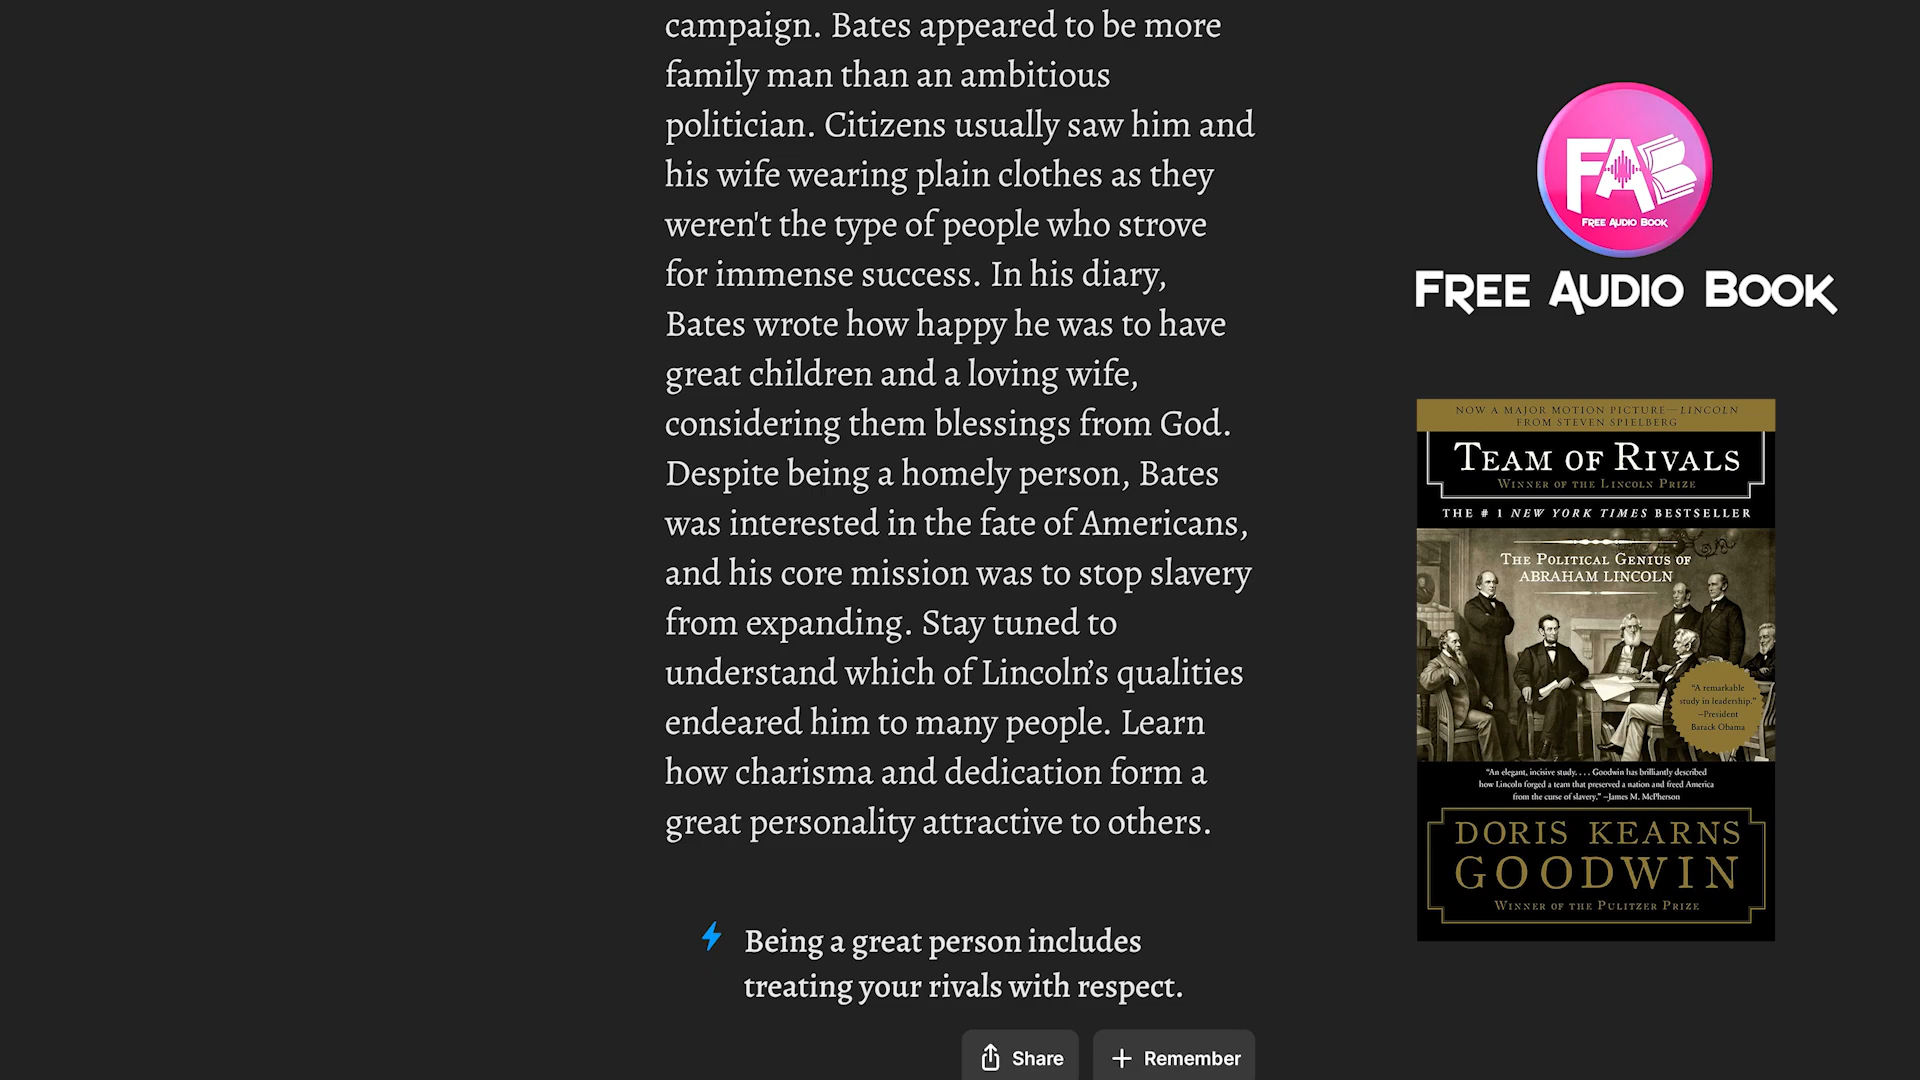 campaign. Bates appeared to be more
family man than an ambitious
politician. Citizens usually saw him and
his wife wearing plain clothes as they
weren't the type of people who strove
for immense success. In his diary,
Bates wrote how happy he was to have
great children and a loving wife,
considering them blessings from God.
Despite being a homely person, Bates
was interested in the fate of Americans,
and his core mission was to stop slavery
from expanding. Stay tuned to
understand which of Lincoln’s qualities
endeared him to many people. Learn
how charisma and dedication form a
great personality attractive to others.
Being a great person includes
treating your rivals with respect.
Share
Remember
FAB
FREE AUDIO BOOK
FREE AUDIO BOOK
NOW A MAJOR MOTION PICTURE—LINCOLN
FROM STEVEN SPIELBERG
TEAM OF RIVALS
WINNER OF THE LINCOLN PRIZE
THE #1 NEW YORK TIMES BESTSELLER
THE POLITICAL GENIUS OF
ABRAHAM LINCOLN
“A remarkable
study in leadership.”
—President
Barack Obama
“An elegant, incisive study. . . . Goodwin has brilliantly described
how Lincoln forged a team that preserved a nation and freed America
from the curse of slavery.” —James M. McPherson
DORIS KEARNS
GOODWIN
WINNER OF THE PULITZER PRIZE